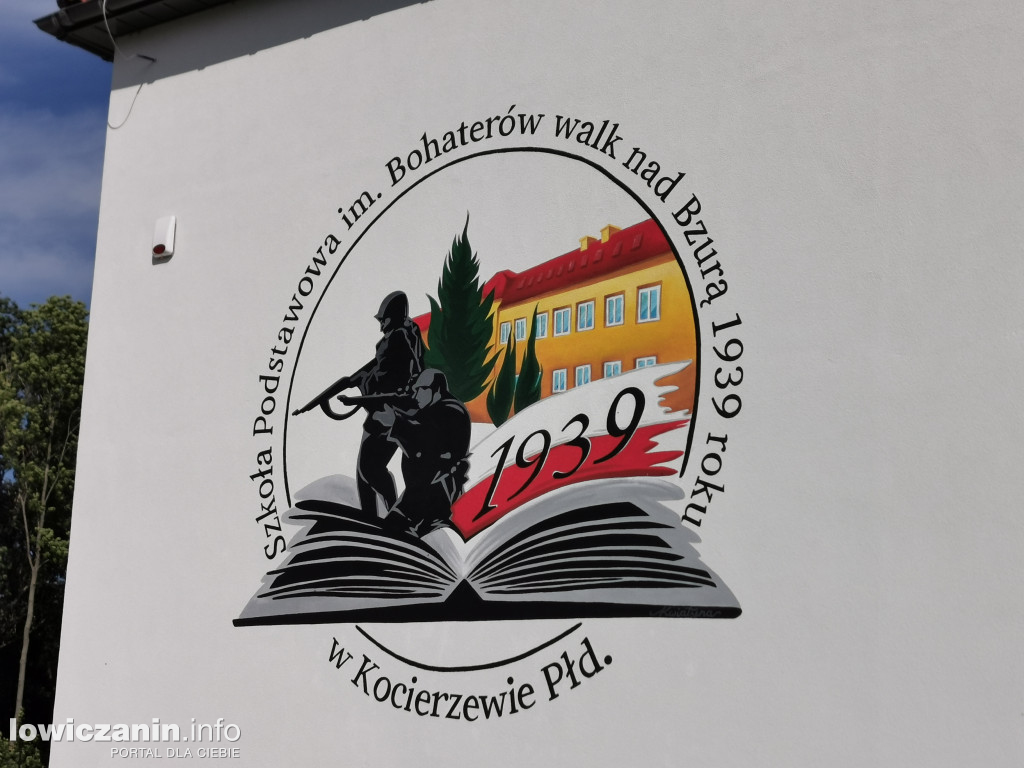 Szkoła Podstawowa im. Bohaterów walk nad Bzurą 1939 roku
1939
w Kocierzewie Płd.
lowiczanin.info
PORTAL DLA CIEBIE